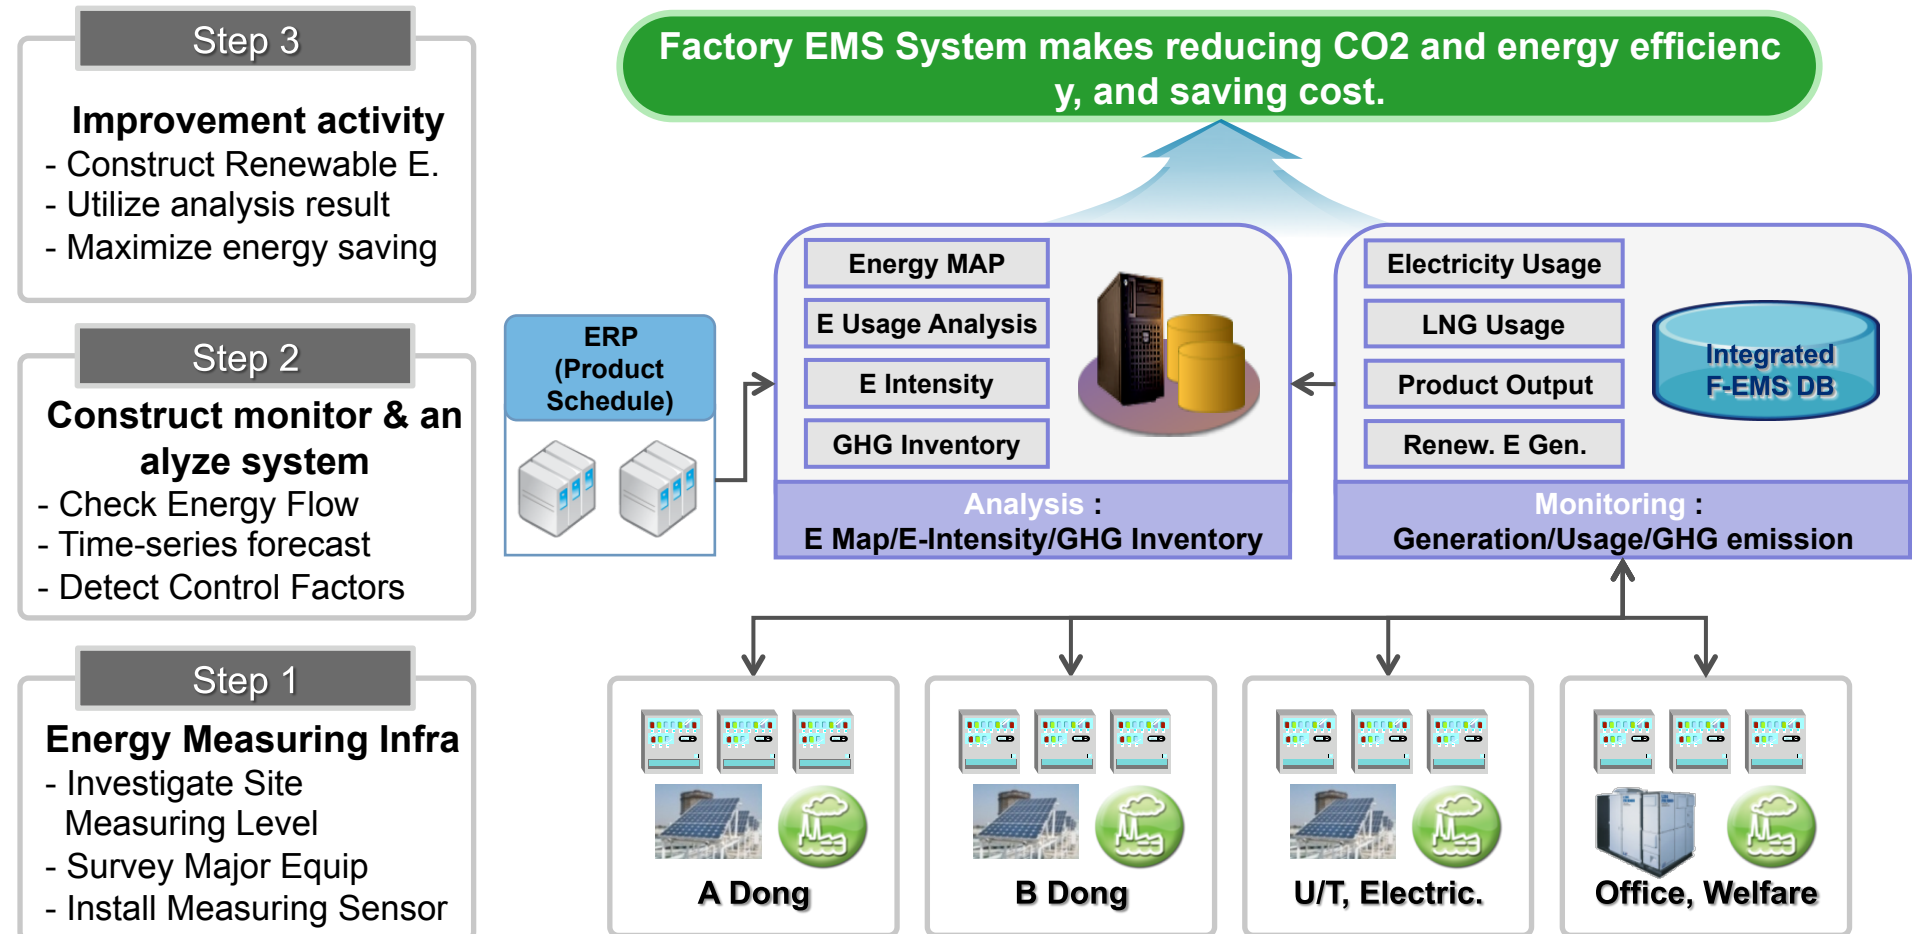 Step 3
Improvement activity
- Construct Renewable E.
- Utilize analysis result
- Maximize energy saving
Step 2
Construct monitor & an
alyze system
- Check Energy Flow
- Time-series forecast
- Detect Control Factors
Step 1
Energy Measuring Infra
- Investigate Site
Measuring Level
- Survey Major Equip
- Install Measuring Sensor
Factory EMS System makes reducing CO2 and energy efficienc
y, and saving cost.
ERP
(Product
Schedule)
Energy MAP
E Usage Analysis
E Intensity
GHG Inventory
Analysis :
E Map/E-Intensity/GHG Inventory
Electricity Usage
LNG Usage
Product Output
Renew. E Gen.
Integrated
F-EMS DB
Monitoring :
Generation/Usage/GHG emission
A Dong
B Dong
U/T, Electric.
Office, Welfare